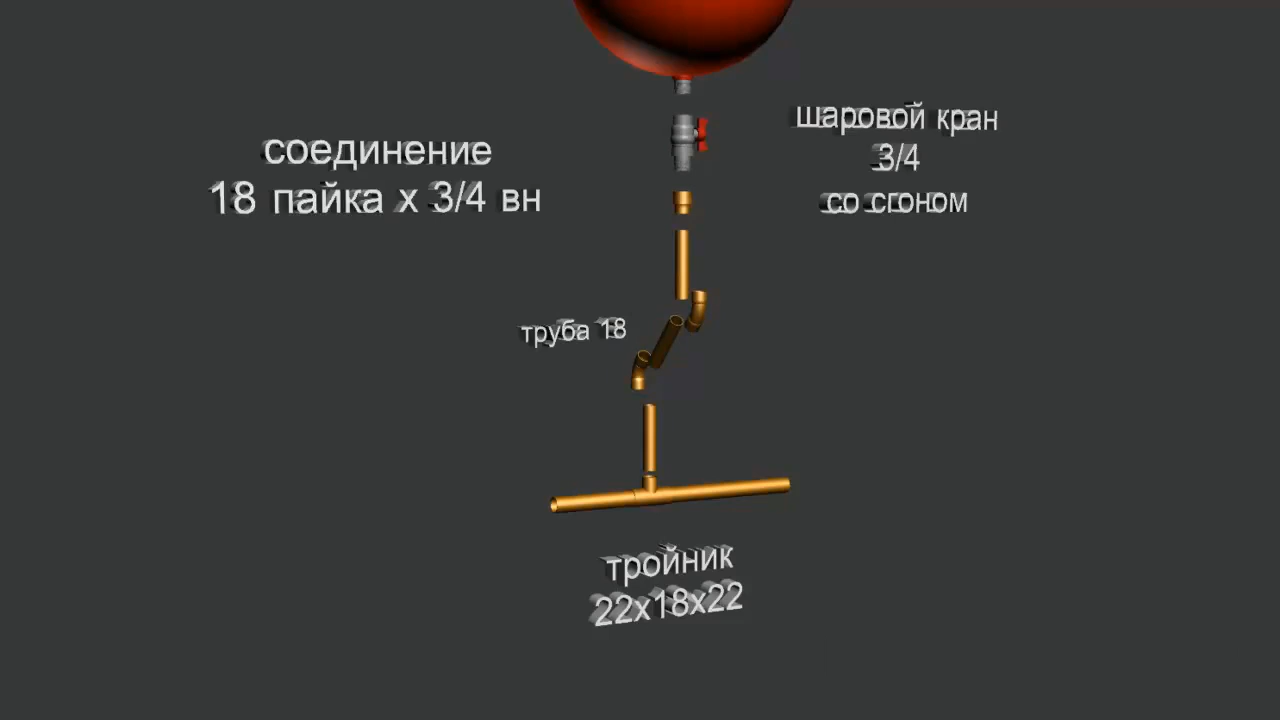 соединение
18 пайка х 3/4 вн
шаровой кран
3/4
со сгоном
труба 18
тройник
22х18х22